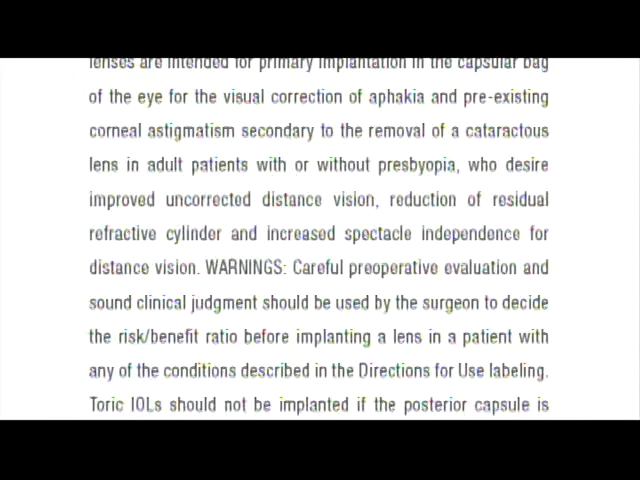 lenses are intended for primary implantation in the capsular bag
of the eye for the visual correction of aphakia and pre-existing
corneal astigmatism secondary to the removal of a cataractous
lens in adult patients with or without presbyopia, who desire
improved uncorrected distance vision, reduction of residual
refractive cylinder and increased spectacle independence for
distance vision. WARNINGS: Careful preoperative evaluation and
sound clinical judgment should be used by the surgeon to decide
the risk/benefit ratio before implanting a lens in a patient with
any of the conditions described in the Directions for Use labeling.
Toric IOLs should not be implanted if the posterior capsule is